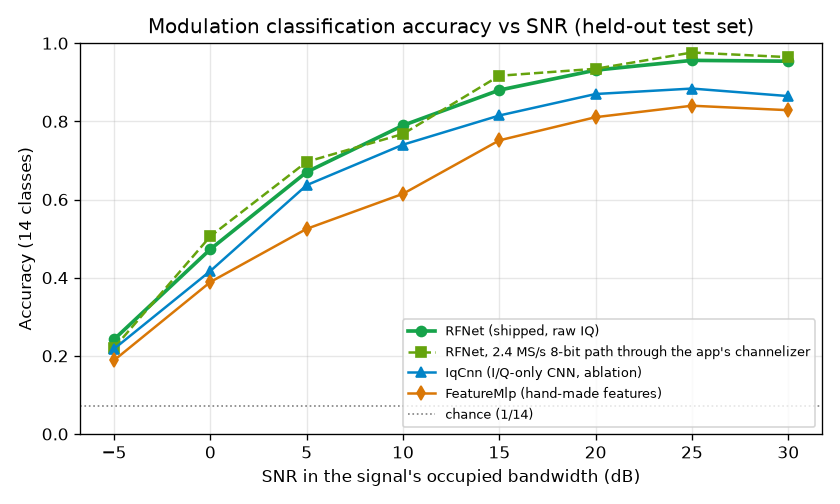 Modulation classification accuracy vs SNR (held-out test set)
Accuracy (14 classes)
1.0
0.8
0.6
0.4
0.2
0.0
−5
0
5
10
15
20
25
30
SNR in the signal's occupied bandwidth (dB)
RFNet (shipped, raw IQ)
RFNet, 2.4 MS/s 8-bit path through the app's channelizer
IqCnn (I/Q-only CNN, ablation)
FeatureMlp (hand-made features)
chance (1/14)